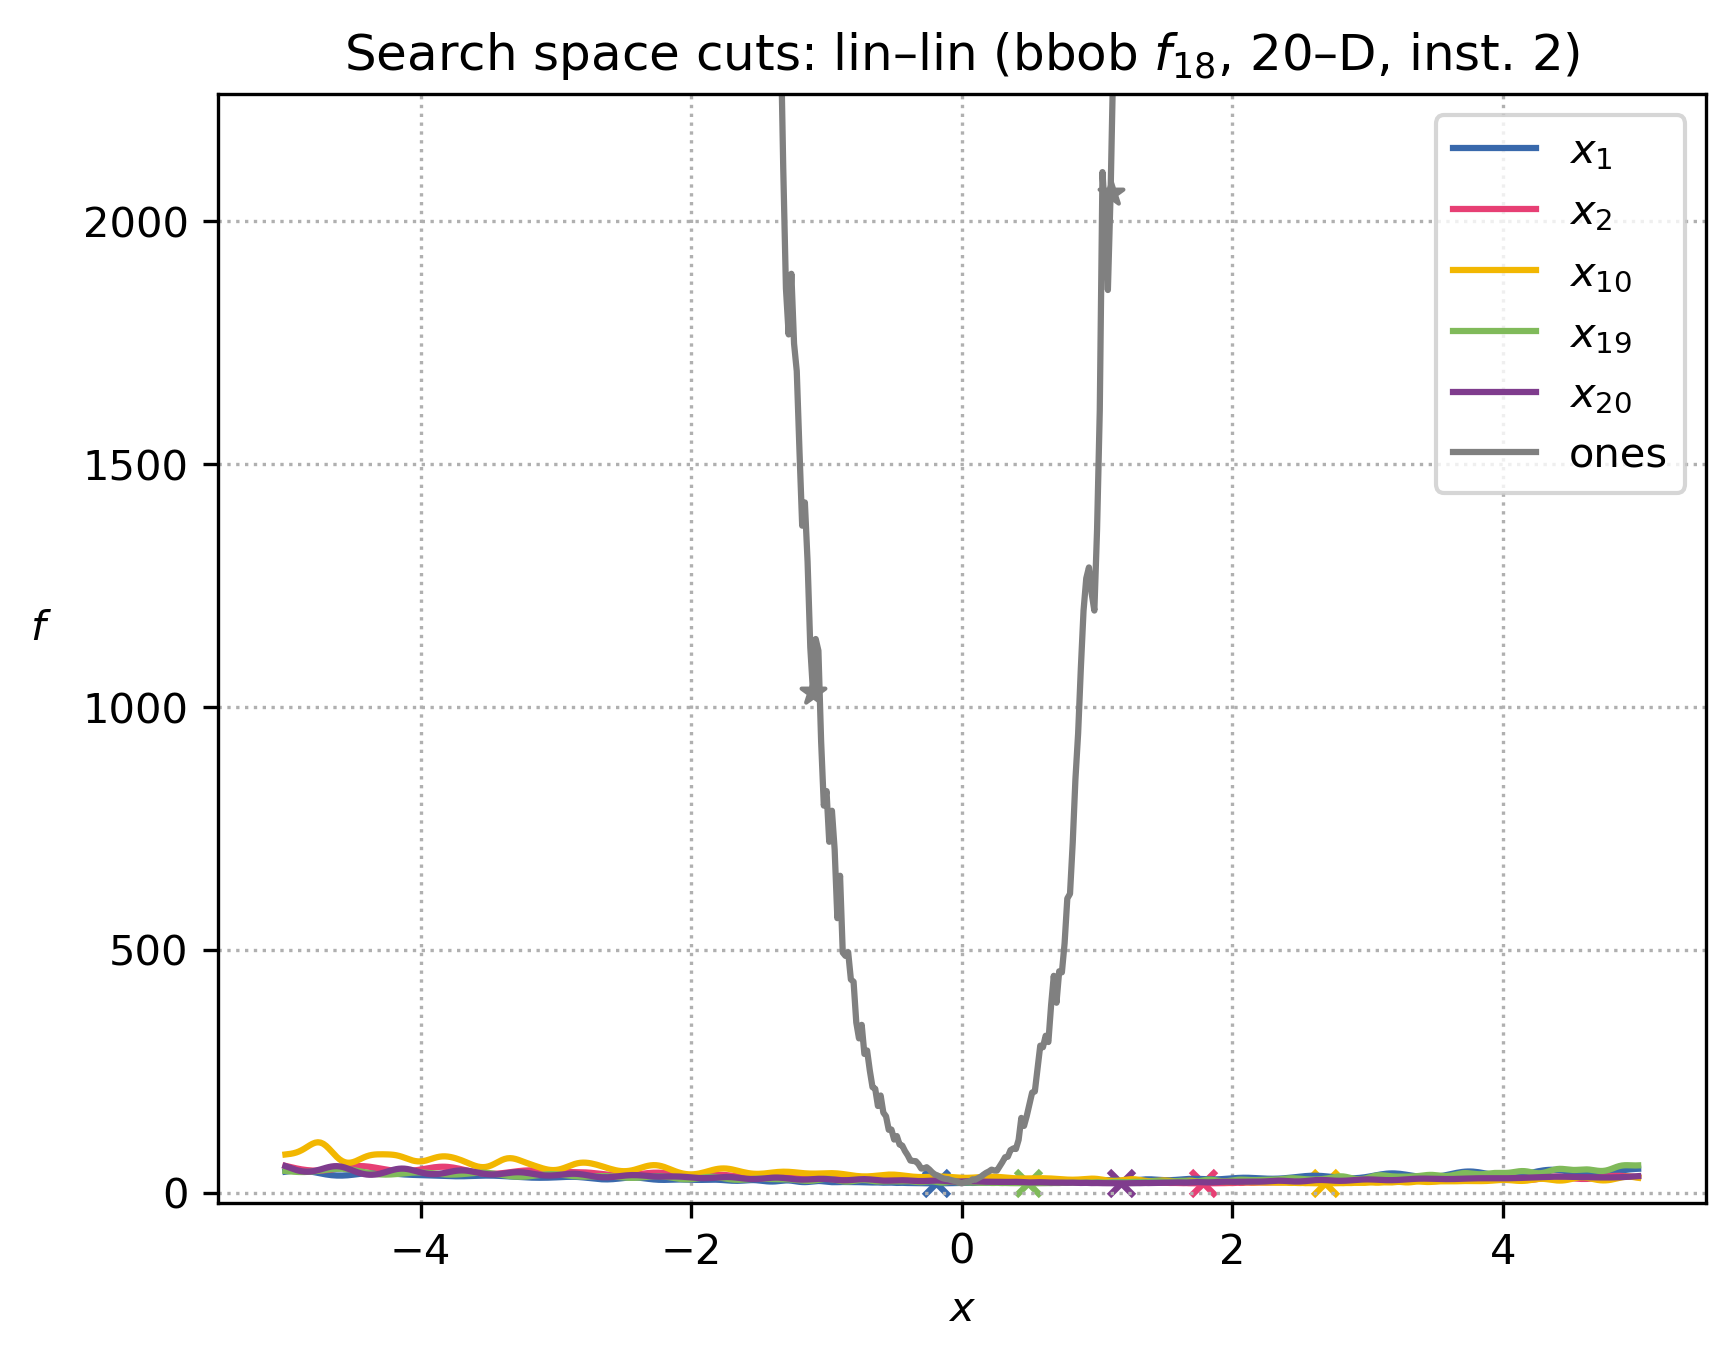 Search space cuts: lin–lin (bbob f₁₈, 20–D, inst. 2)
x₁
x₂
x₁₀
x₁₉
x₂₀
ones
2000
1500
1000
500
0
f
−4 −2 0 2 4
x